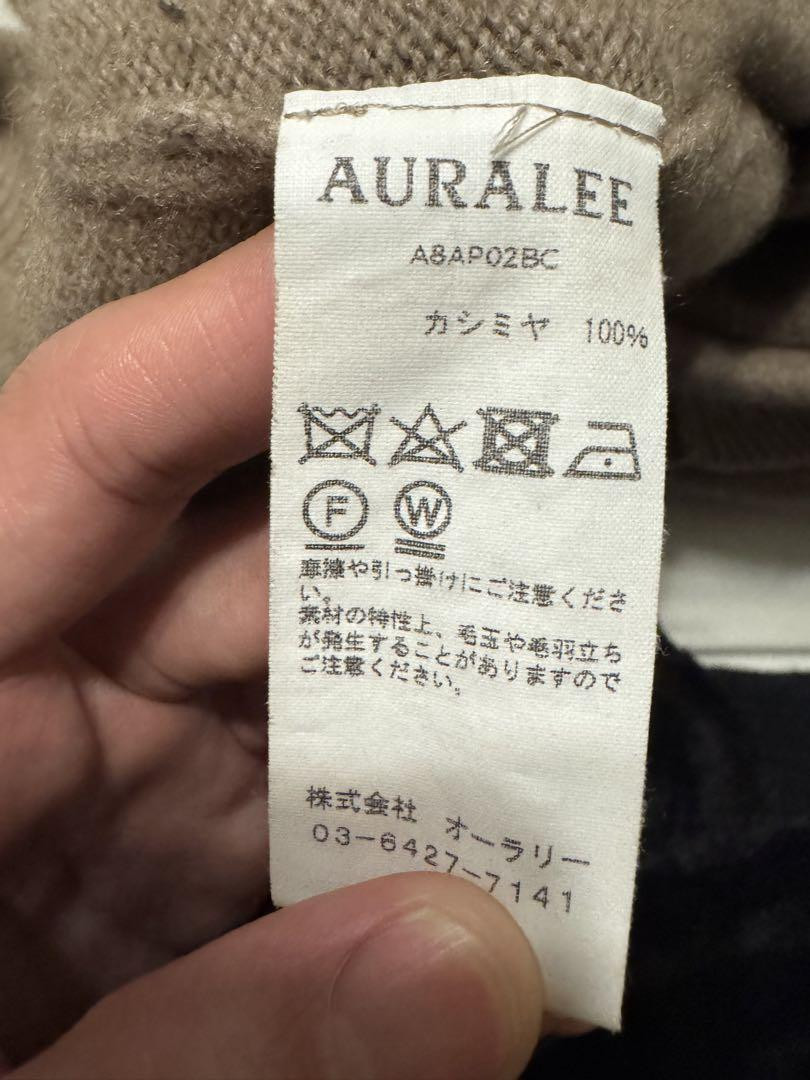 AURALEE
A8AP02BC
カシミヤ 100%
F W
摩擦や引っ掛けにご注意くださ
い。
素材の特性上、毛玉や毛羽立ち
が発生することがありますので
ご注意ください。
株式会社 オーラリー
03-6427-7141